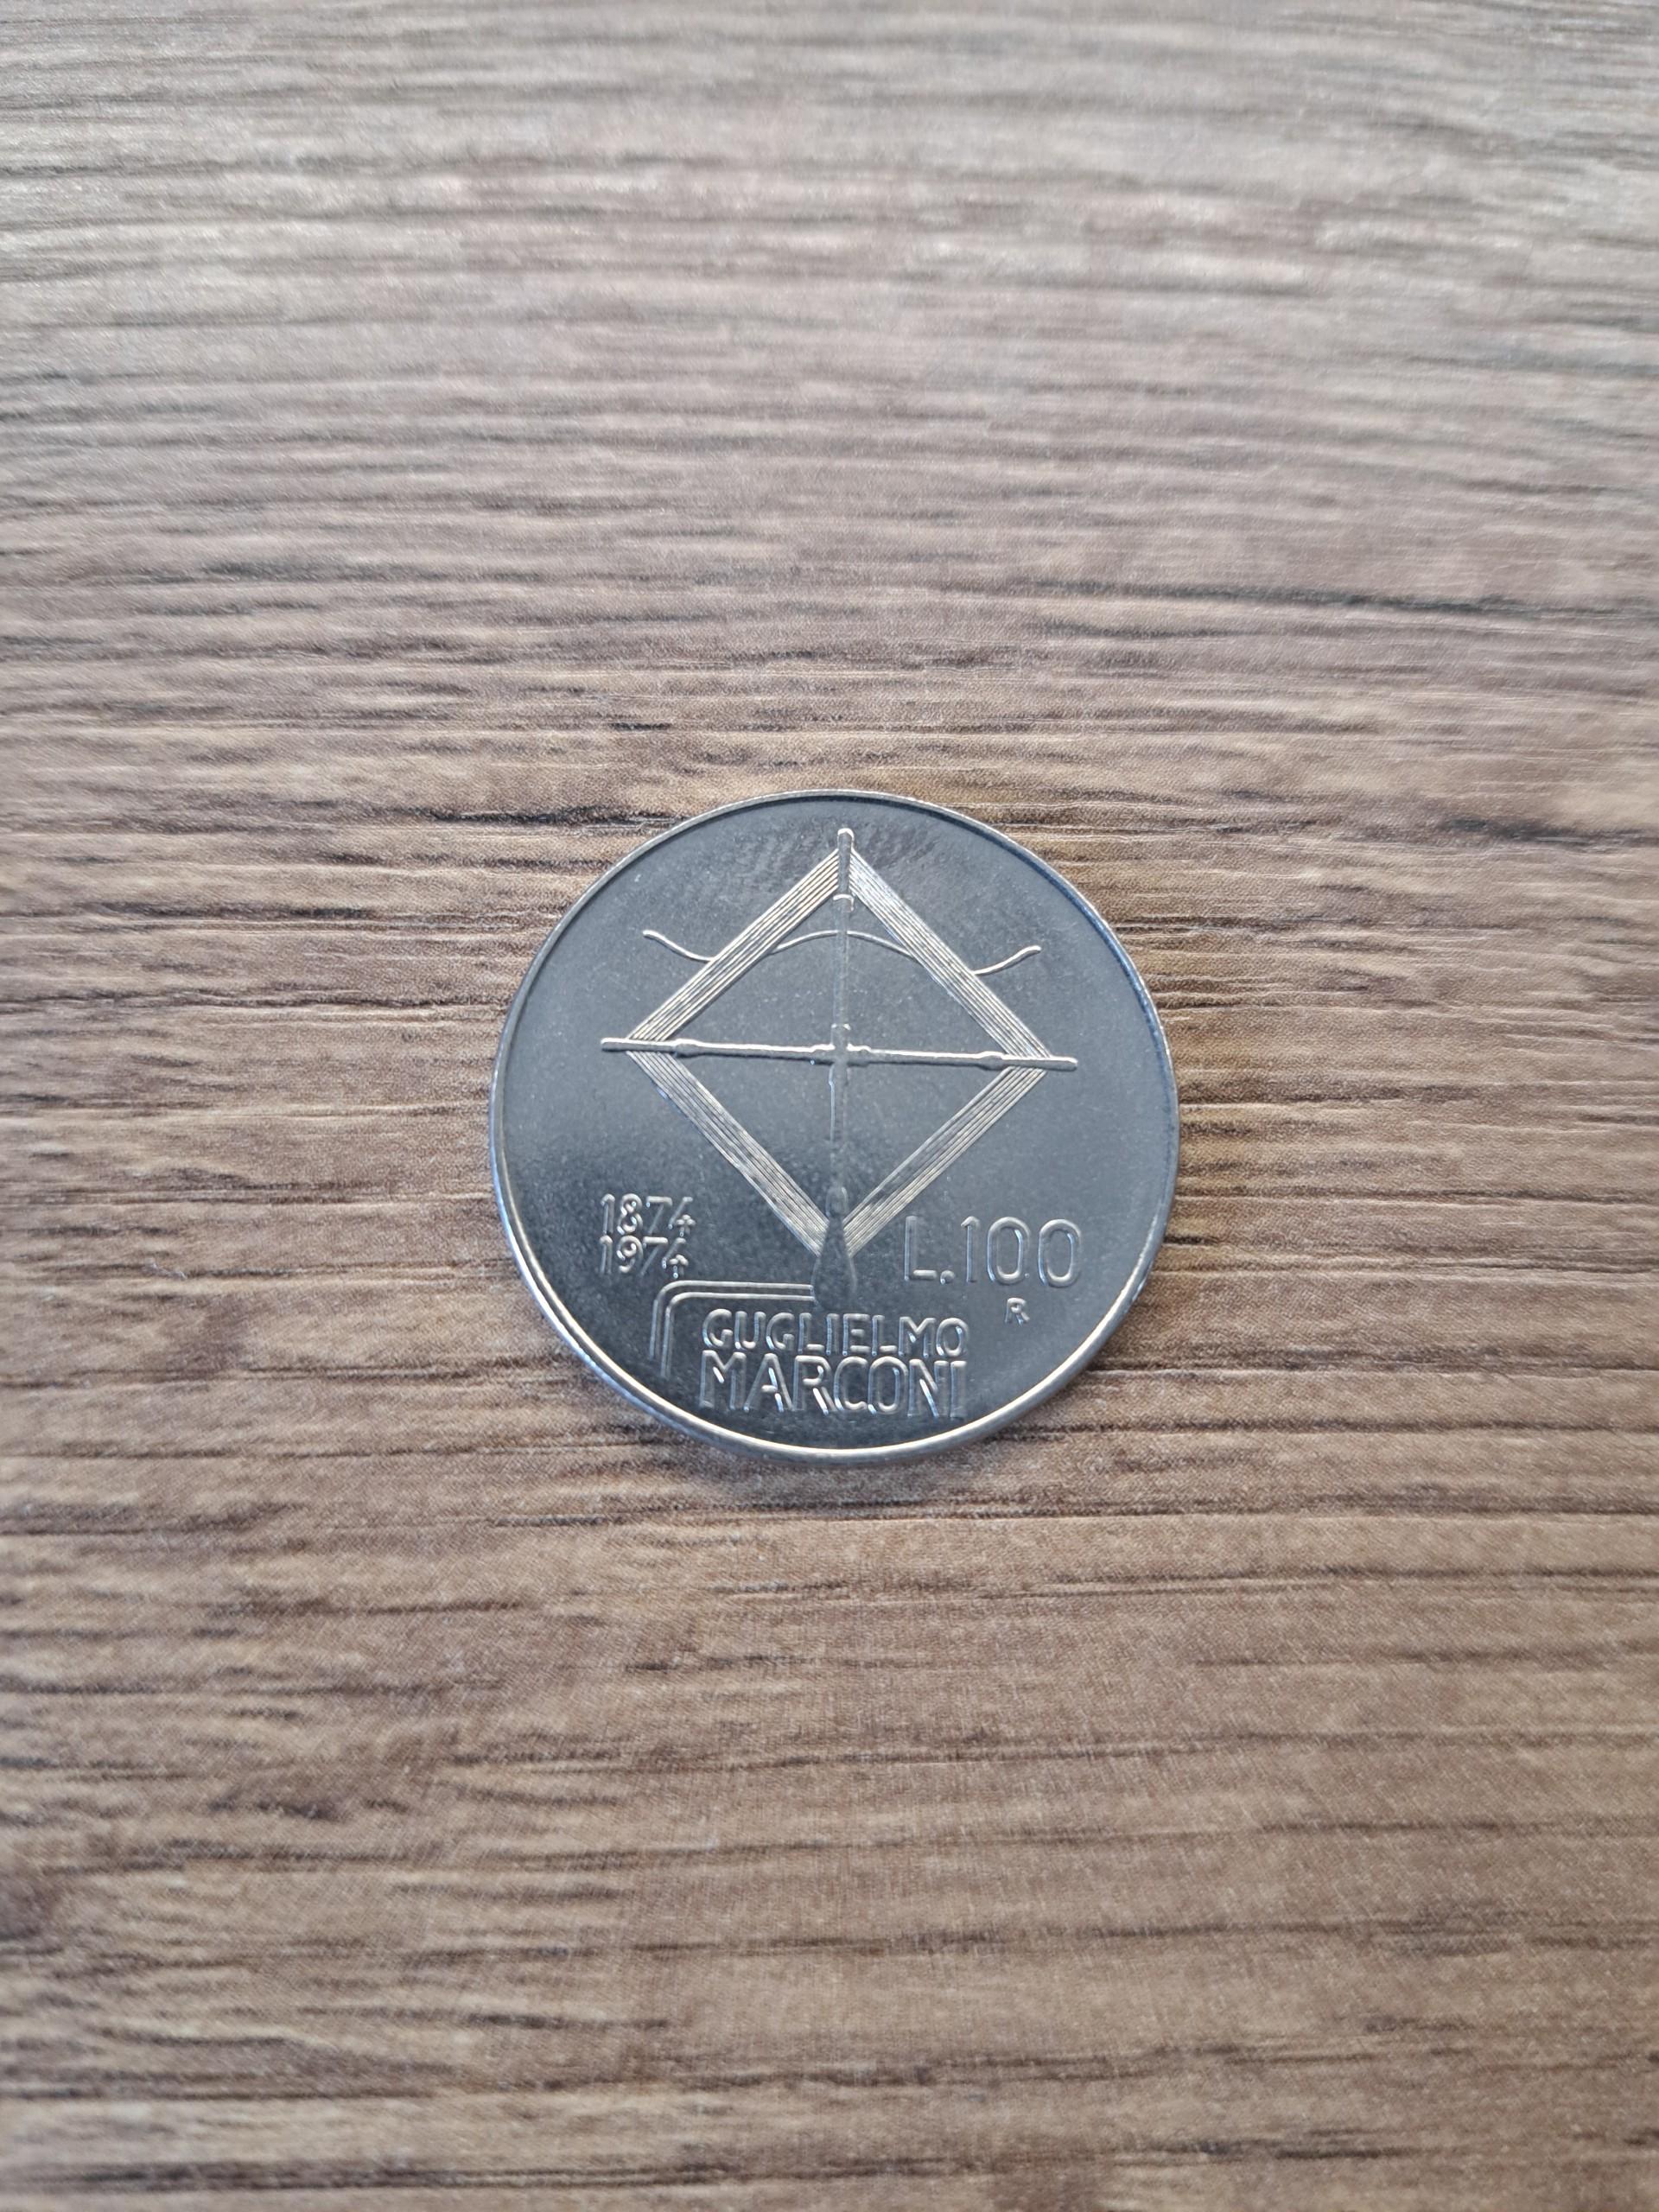 1874
1974
L.100
R
GUGLIELMO
MARCONI